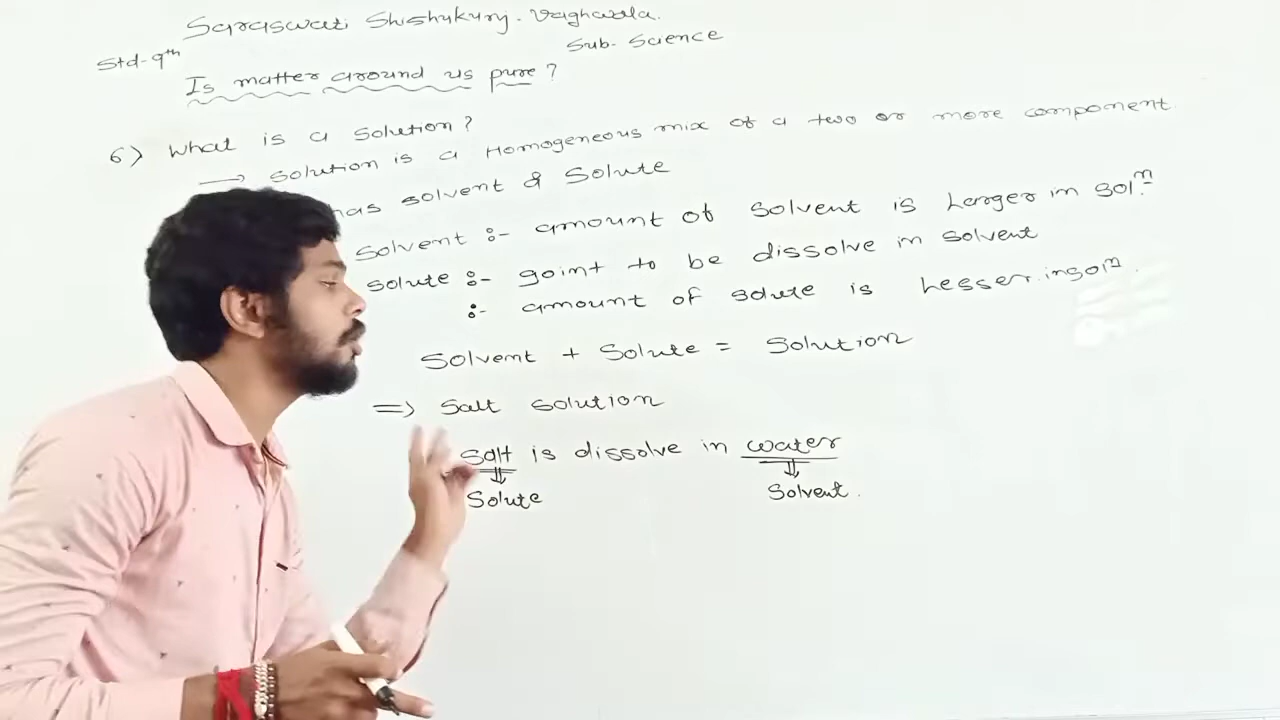 Saraswati Shishukunj - Vaghwala.
Std-9th Sub- Science
Is matter around us pure ?
6) What is a solution ?
→ Solution is a Homogeneous mix of a two or more component
has solvent & Solute
Solvent :- amount of solvent is Larger in soln.
Solute :- goint to be dissolve in solvent
:- amount of solute is Lesser in soln.
Solvent + Solute = Solution
⇒ Salt solution
Salt is dissolve in water
⇓ ⇓
Solute Solvent.